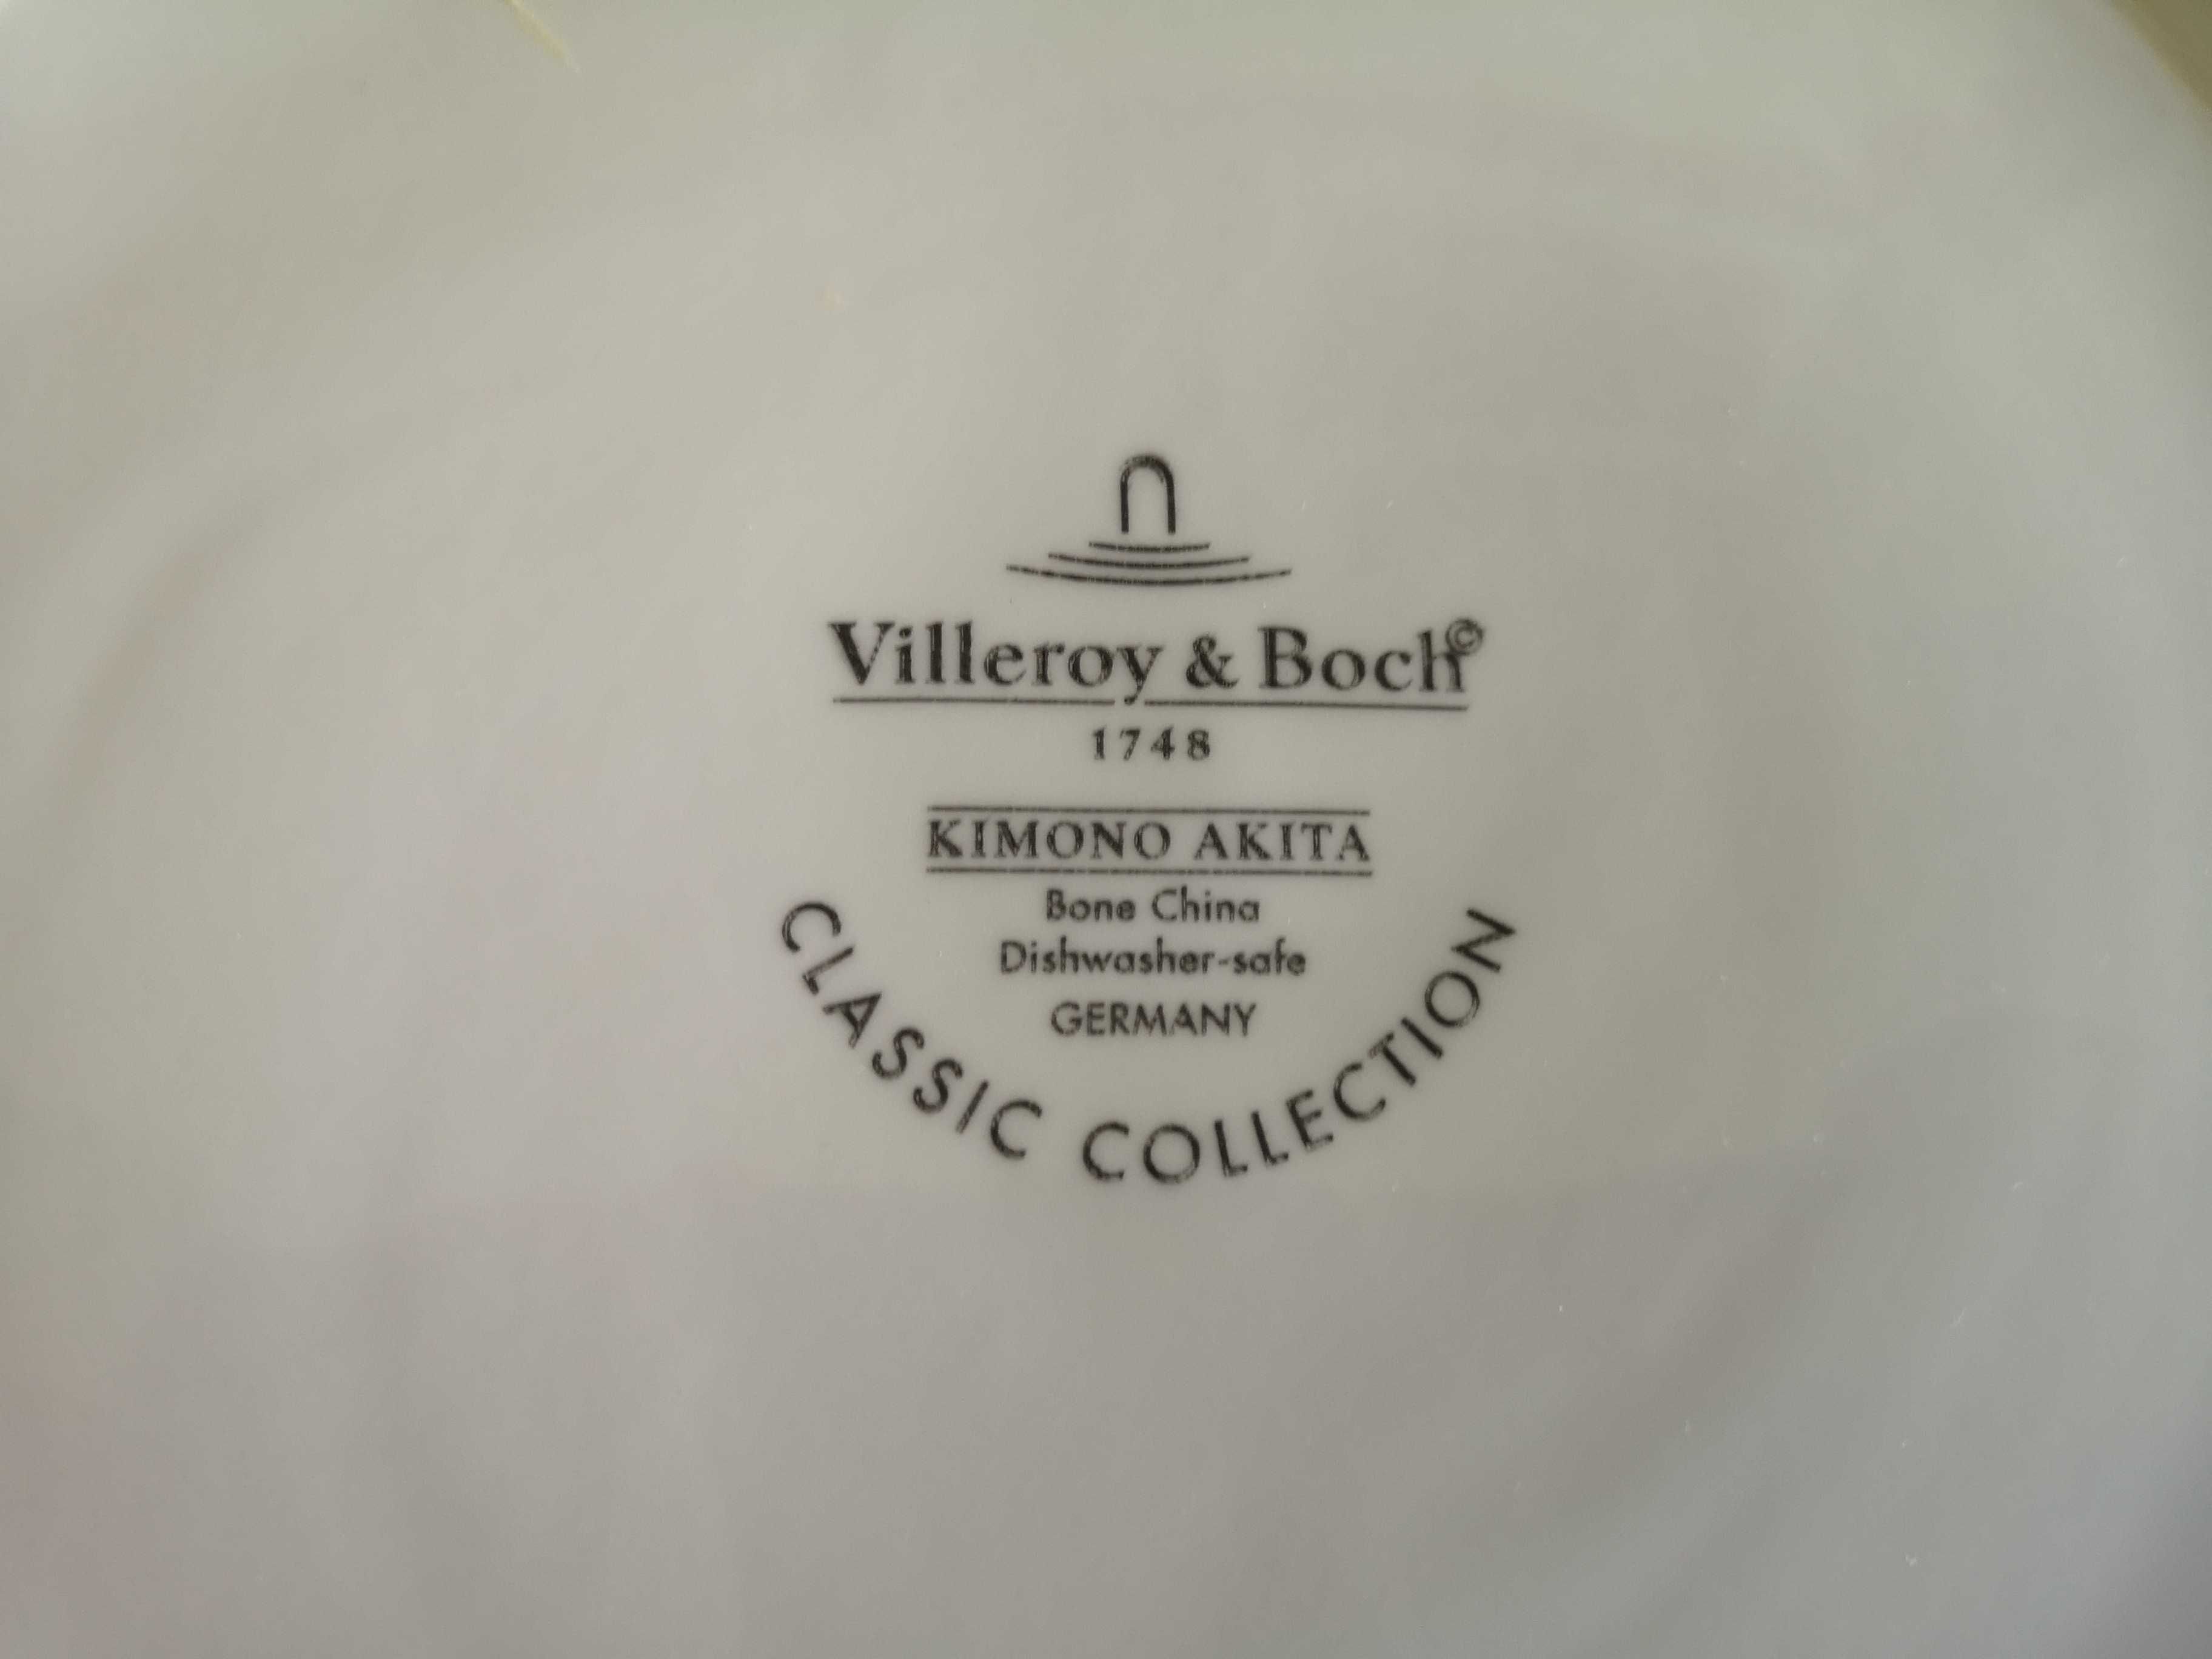 Villeroy & Boch©
1748
KIMONO AKITA
Bone China
Dishwasher-safe
GERMANY
CLASSIC COLLECTION